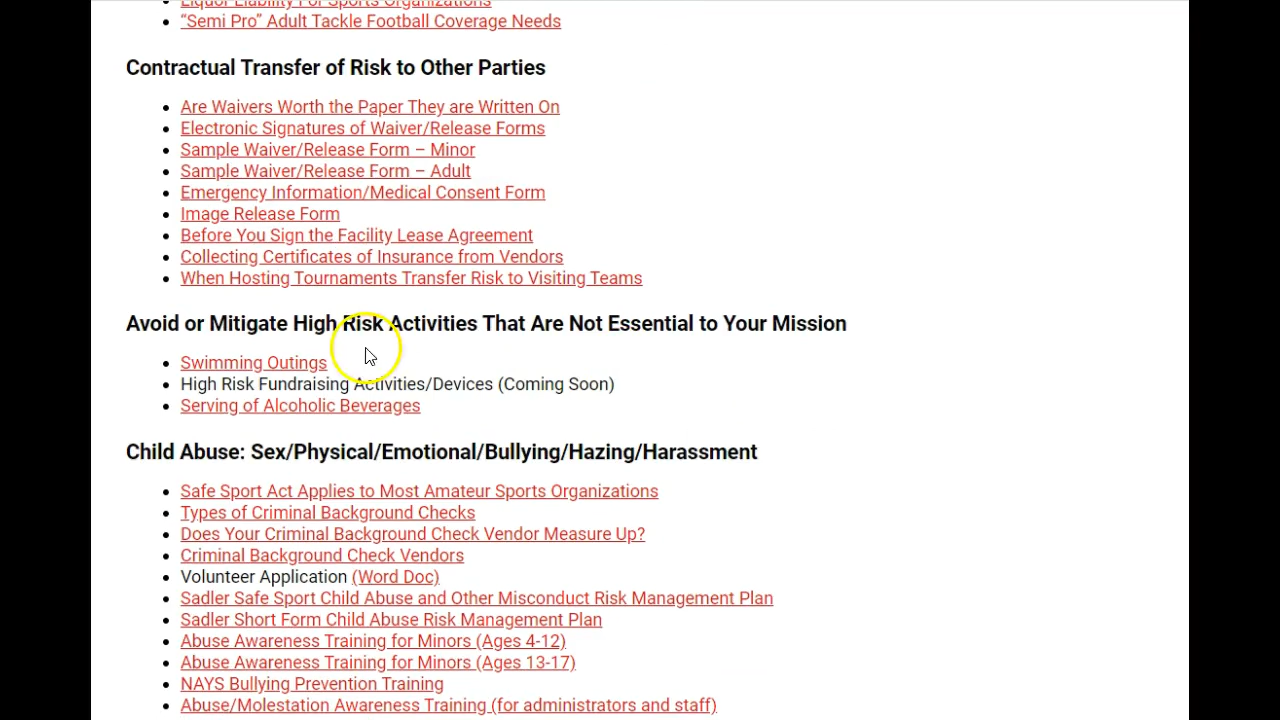 Liquor Liability For Sports Organizations
“Semi Pro” Adult Tackle Football Coverage Needs
Contractual Transfer of Risk to Other Parties
Are Waivers Worth the Paper They are Written On
Electronic Signatures of Waiver/Release Forms
Sample Waiver/Release Form – Minor
Sample Waiver/Release Form – Adult
Emergency Information/Medical Consent Form
Image Release Form
Before You Sign the Facility Lease Agreement
Collecting Certificates of Insurance from Vendors
When Hosting Tournaments Transfer Risk to Visiting Teams
Avoid or Mitigate High Risk Activities That Are Not Essential to Your Mission
Swimming Outings
High Risk Fundraising Activities/Devices (Coming Soon)
Serving of Alcoholic Beverages
Child Abuse: Sex/Physical/Emotional/Bullying/Hazing/Harassment
Safe Sport Act Applies to Most Amateur Sports Organizations
Types of Criminal Background Checks
Does Your Criminal Background Check Vendor Measure Up?
Criminal Background Check Vendors
Volunteer Application (Word Doc)
Sadler Safe Sport Child Abuse and Other Misconduct Risk Management Plan
Sadler Short Form Child Abuse Risk Management Plan
Abuse Awareness Training for Minors (Ages 4-12)
Abuse Awareness Training for Minors (Ages 13-17)
NAYS Bullying Prevention Training
Abuse/Molestation Awareness Training (for administrators and staff)